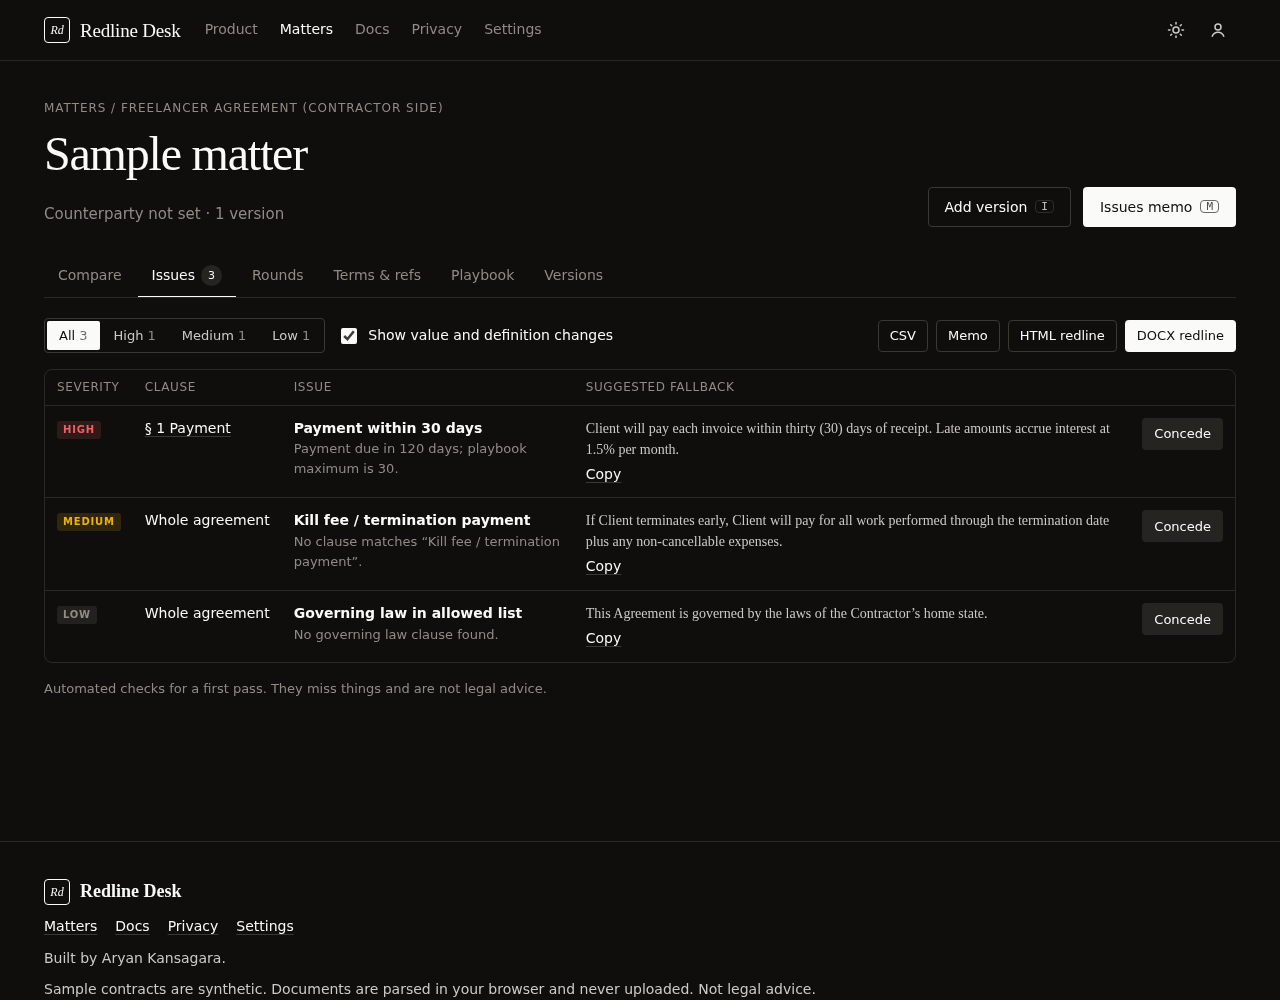 Rd Redline Desk Product Matters Docs Privacy Settings
MATTERS / FREELANCER AGREEMENT (CONTRACTOR SIDE)
Sample matter
Counterparty not set · 1 version
Add version I Issues memo M
Compare Issues 3 Rounds Terms & refs Playbook Versions
All 3 High 1 Medium 1 Low 1 Show value and definition changes CSV Memo HTML redline DOCX redline
SEVERITY CLAUSE ISSUE SUGGESTED FALLBACK
HIGH § 1 Payment Payment within 30 days
Payment due in 120 days; playbook
maximum is 30.
Client will pay each invoice within thirty (30) days of receipt. Late amounts accrue interest at
1.5% per month.
Copy
Concede
MEDIUM Whole agreement Kill fee / termination payment
No clause matches “Kill fee / termination
payment”.
If Client terminates early, Client will pay for all work performed through the termination date
plus any non-cancellable expenses.
Copy
Concede
LOW Whole agreement Governing law in allowed list
No governing law clause found.
This Agreement is governed by the laws of the Contractor’s home state.
Copy
Concede
Automated checks for a first pass. They miss things and are not legal advice.
Rd Redline Desk
Matters Docs Privacy Settings
Built by Aryan Kansagara.
Sample contracts are synthetic. Documents are parsed in your browser and never uploaded. Not legal advice.